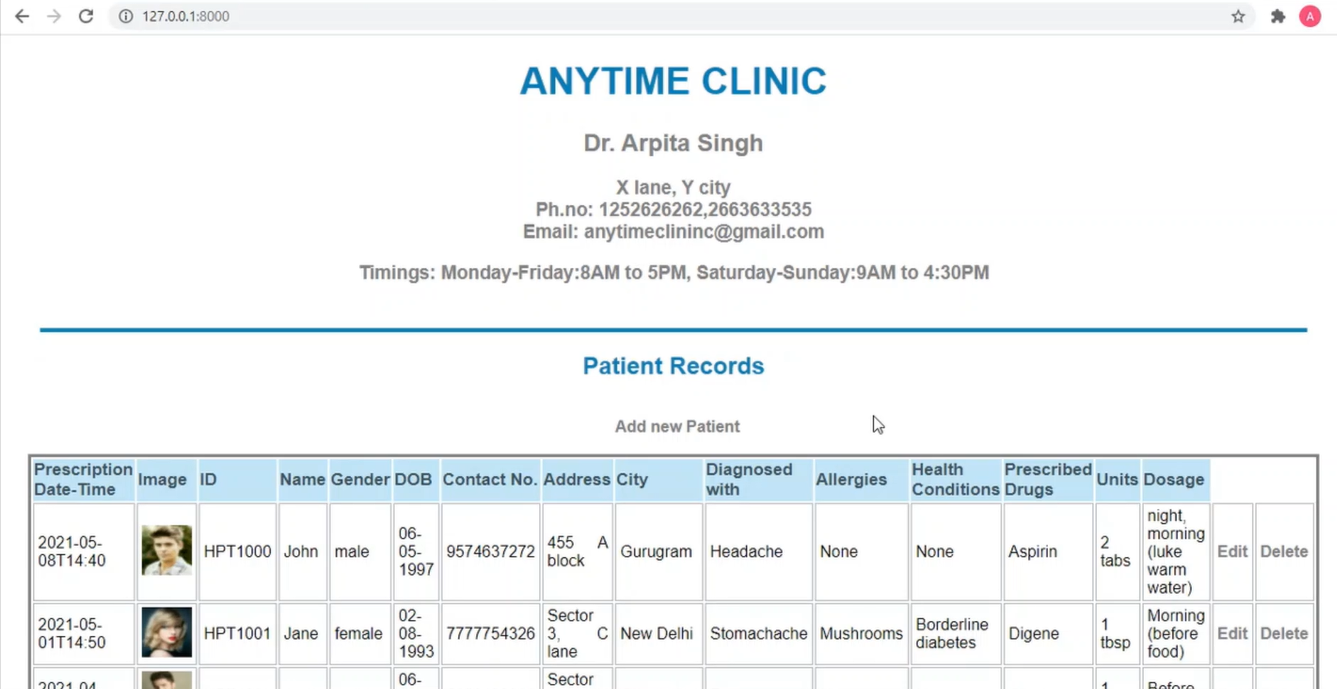 127.0.0.1:8000
A
ANYTIME CLINIC
Dr. Arpita Singh
X lane, Y city
Ph.no: 1252626262,2663633535
Email: anytimeclininc@gmail.com
Timings: Monday-Friday:8AM to 5PM, Saturday-Sunday:9AM to 4:30PM
Patient Records
Add new Patient
Prescription Date-Time Image ID Name Gender DOB Contact No. Address City Diagnosed with Allergies Health Conditions Prescribed Drugs Units Dosage
2021-05-08T14:40 HPT1000 John male 06-05-1997 9574637272 455 A block Gurugram Headache None None Aspirin 2 tabs night, morning (luke warm water) Edit Delete
2021-05-01T14:50 HPT1001 Jane female 02-08-1993 7777754326 Sector 3, C lane New Delhi Stomachache Mushrooms Borderline diabetes Digene 1 tbsp Morning (before food) Edit Delete
2021-04- 06- Sector 1 Before